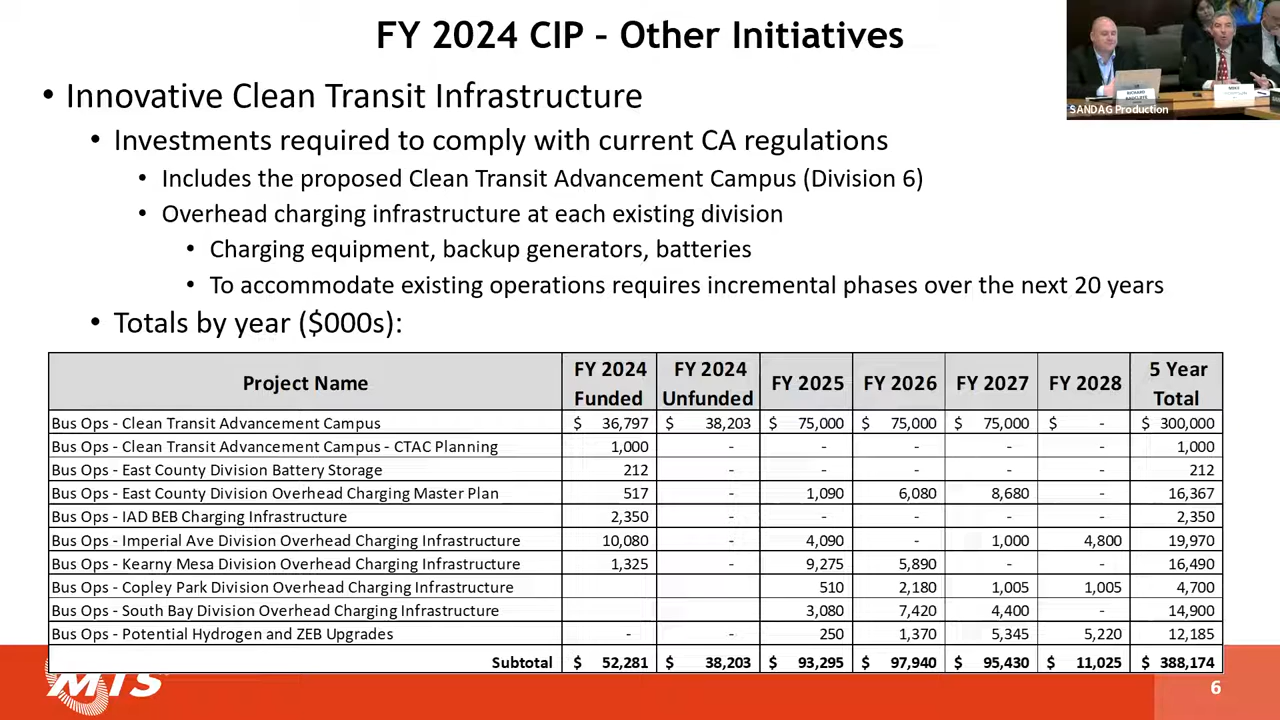 FY 2024 CIP – Other Initiatives
• Innovative Clean Transit Infrastructure
• Investments required to comply with current CA regulations
• Includes the proposed Clean Transit Advancement Campus (Division 6)
• Overhead charging infrastructure at each existing division
• Charging equipment, backup generators, batteries
• To accommodate existing operations requires incremental phases over the next 20 years
• Totals by year ($000s):
Project Name FY 2024 Funded FY 2024 Unfunded FY 2025 FY 2026 FY 2027 FY 2028 5 Year Total
Bus Ops - Clean Transit Advancement Campus $ 36,797 $ 38,203 $ 75,000 $ 75,000 $ 75,000 $ - $ 300,000
Bus Ops - Clean Transit Advancement Campus - CTAC Planning 1,000 - - - - - 1,000
Bus Ops - East County Division Battery Storage 212 - - - - - 212
Bus Ops - East County Division Overhead Charging Master Plan 517 - 1,090 6,080 8,680 - 16,367
Bus Ops - IAD BEB Charging Infrastructure 2,350 - - - - - 2,350
Bus Ops - Imperial Ave Division Overhead Charging Infrastructure 10,080 - 4,090 - 1,000 4,800 19,970
Bus Ops - Kearny Mesa Division Overhead Charging Infrastructure 1,325 - 9,275 5,890 - - 16,490
Bus Ops - Copley Park Division Overhead Charging Infrastructure 510 2,180 1,005 1,005 4,700
Bus Ops - South Bay Division Overhead Charging Infrastructure 3,080 7,420 4,400 - 14,900
Bus Ops - Potential Hydrogen and ZEB Upgrades - - 250 1,370 5,345 5,220 12,185
Subtotal $ 52,281 $ 38,203 $ 93,295 $ 97,940 $ 95,430 $ 11,025 $ 388,174
MTS
6
SANDAG Production